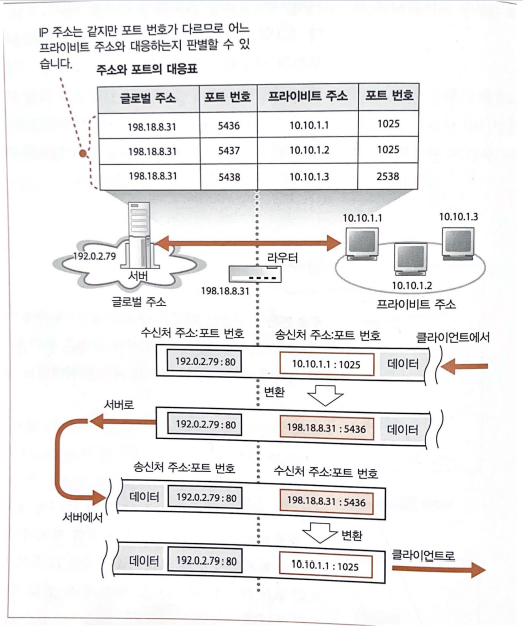 IP 주소는 같지만 포트 번호가 다르므로 어느
프라이비트 주소와 대응하는지 판별할 수 있
습니다.
주소와 포트의 대응표
글로벌 주소 포트 번호 프라이비트 주소 포트 번호
198.18.8.31 5436 10.10.1.1 1025
198.18.8.31 5437 10.10.1.2 1025
198.18.8.31 5438 10.10.1.3 2538
10.10.1.1 10.10.1.3
192.0.2.79
서버
라우터
10.10.1.2
198.18.8.31
글로벌 주소
프라이비트 주소
수신처 주소:포트 번호 송신처 주소:포트 번호 클라이언트에서
192.0.2.79 : 80 10.10.1.1 : 1025 데이터
변환
서버로
192.0.2.79 : 80 198.18.8.31 : 5436 데이터
송신처 주소:포트 번호 수신처 주소:포트 번호
데이터 192.0.2.79 : 80 198.18.8.31 : 5436
서버에서
변환
데이터 192.0.2.79 : 80 10.10.1.1 : 1025 클라이언트로